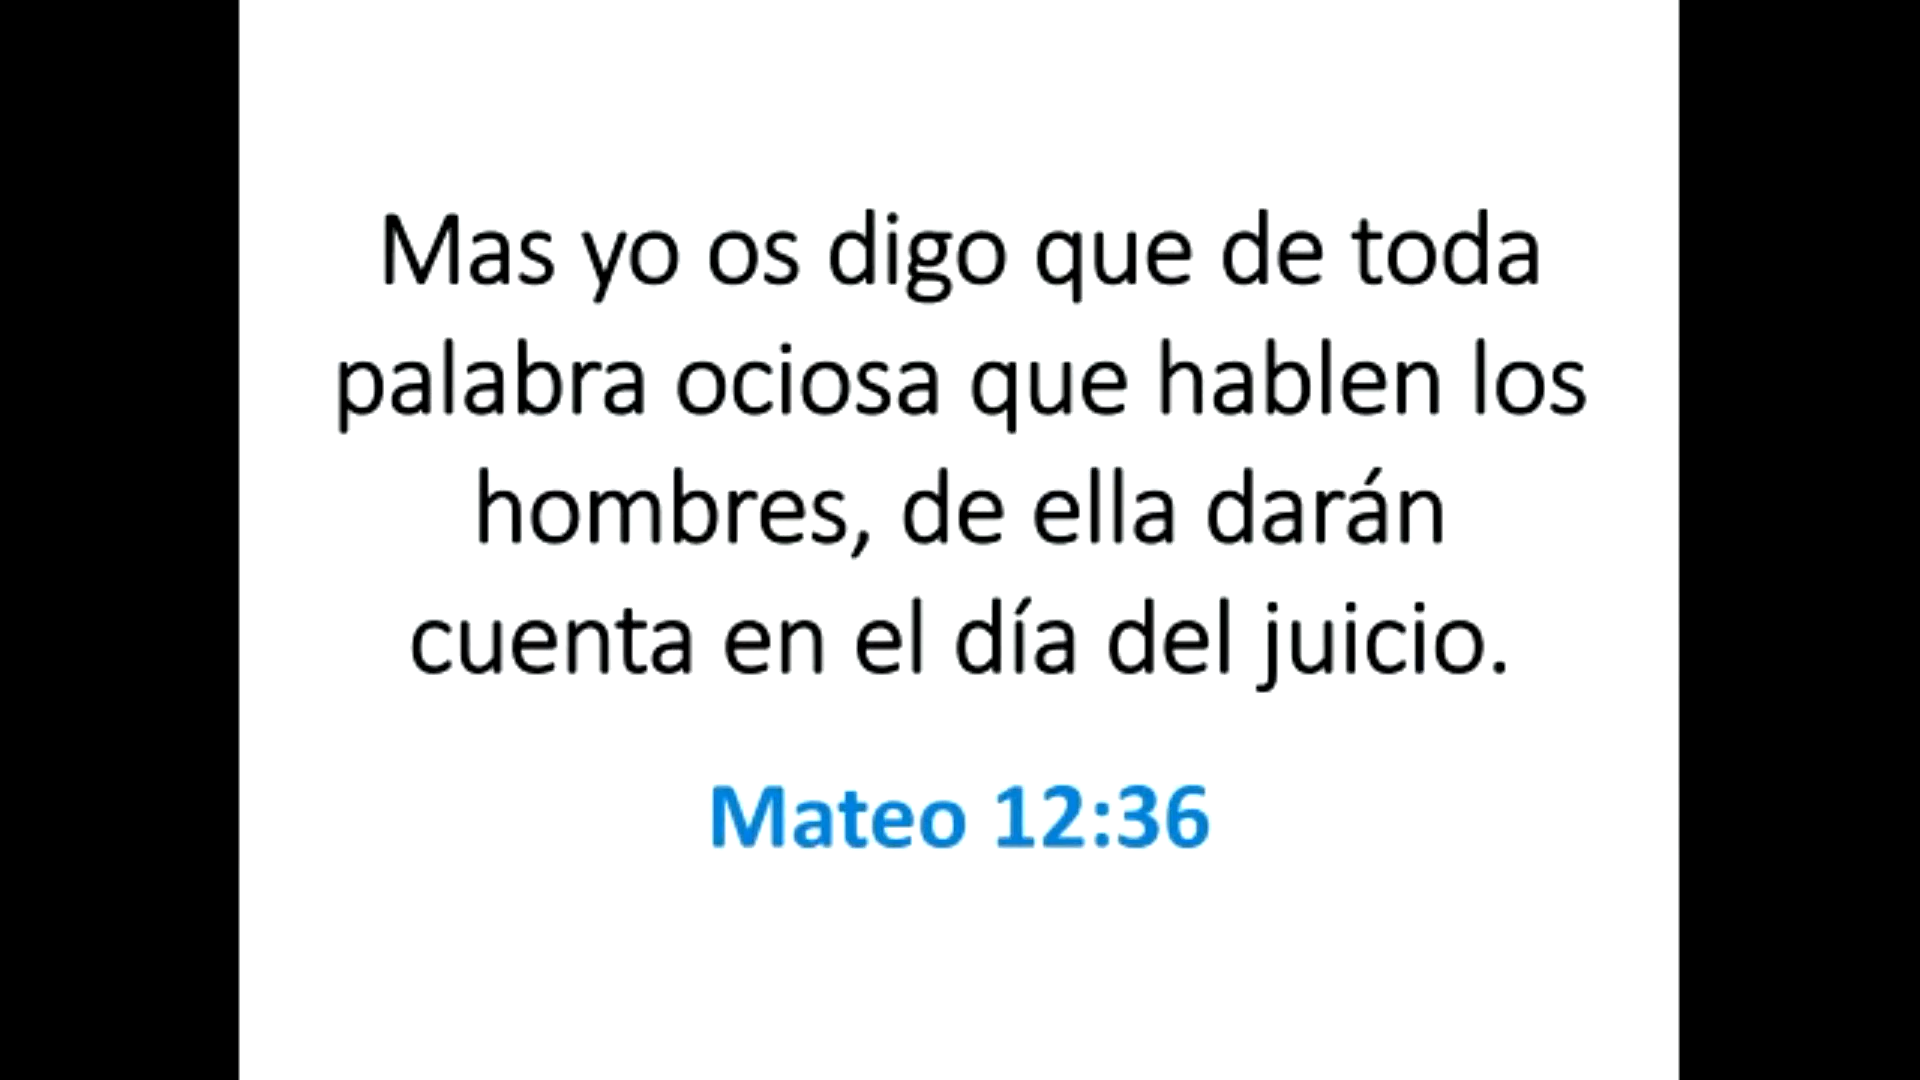 Mas yo os digo que de toda
palabra ociosa que hablen los
hombres, de ella darán
cuenta en el día del juicio.
Mateo 12:36